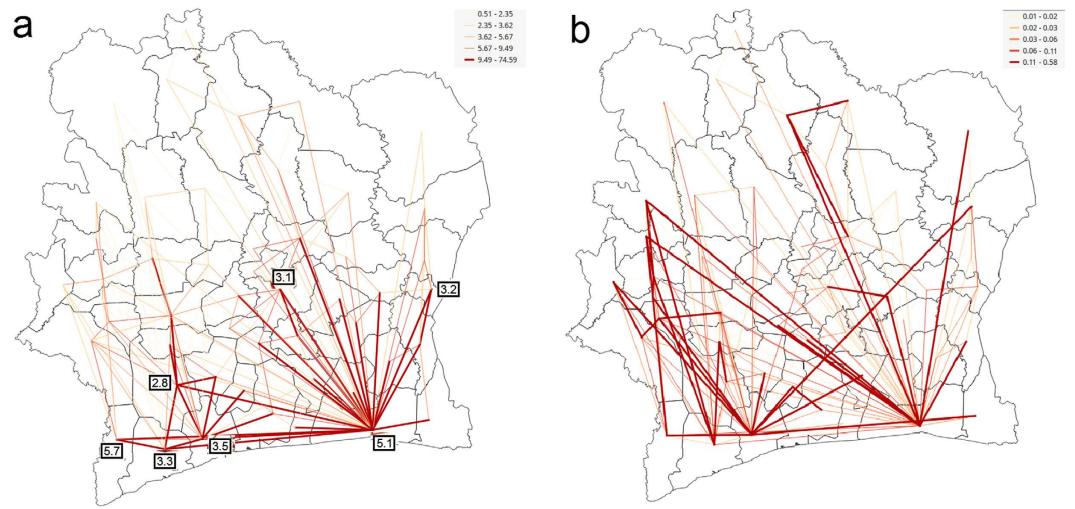 a
0.51 - 2.35
2.35 - 3.62
3.62 - 5.67
5.67 - 9.49
9.49 - 74.59
3.1
3.2
2.8
5.7
3.3
3.5
5.1
b
0.01 - 0.02
0.02 - 0.03
0.03 - 0.06
0.06 - 0.11
0.11 - 0.58